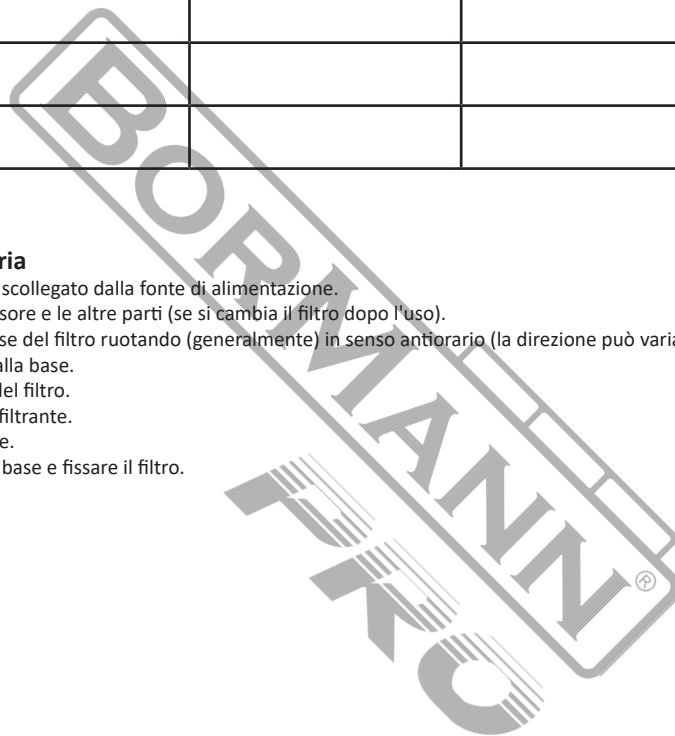 ria
scollegato dalla fonte di alimentazione.
sore e le altre parti (se si cambia il filtro dopo l'uso).
se del filtro ruotando (generalmente) in senso antiorario (la direzione può varia
alla base.
del filtro.
filtrante.
e.
base e fissare il filtro.
BORMANN®
PRO